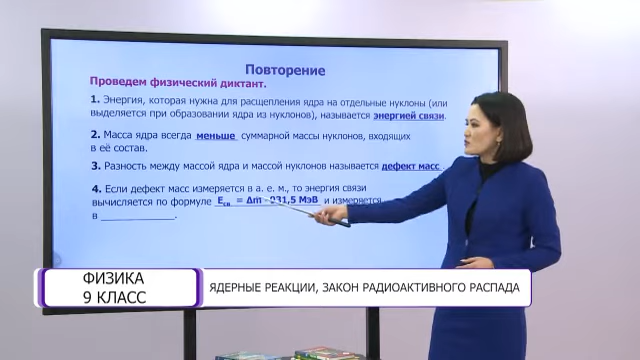 Повторение
Проведем физический диктант.
1. Энергия, которая нужна для расщепления ядра на отдельные нуклоны (или
выделяется при образовании ядра из нуклонов), называется энергией связи.
2. Масса ядра всегда меньше суммарной массы нуклонов, входящих
в её состав.
3. Разность между массой ядра и массой нуклонов называется дефект масс
4. Если дефект масс измеряется в а. е. м., то энергия связи
вычисляется по формуле Eсв = Δm 931,5 МэВ и измеряется
в ______________.
ФИЗИКА
9 КЛАСС
ЯДЕРНЫЕ РЕАКЦИИ, ЗАКОН РАДИОАКТИВНОГО РАСПАДА